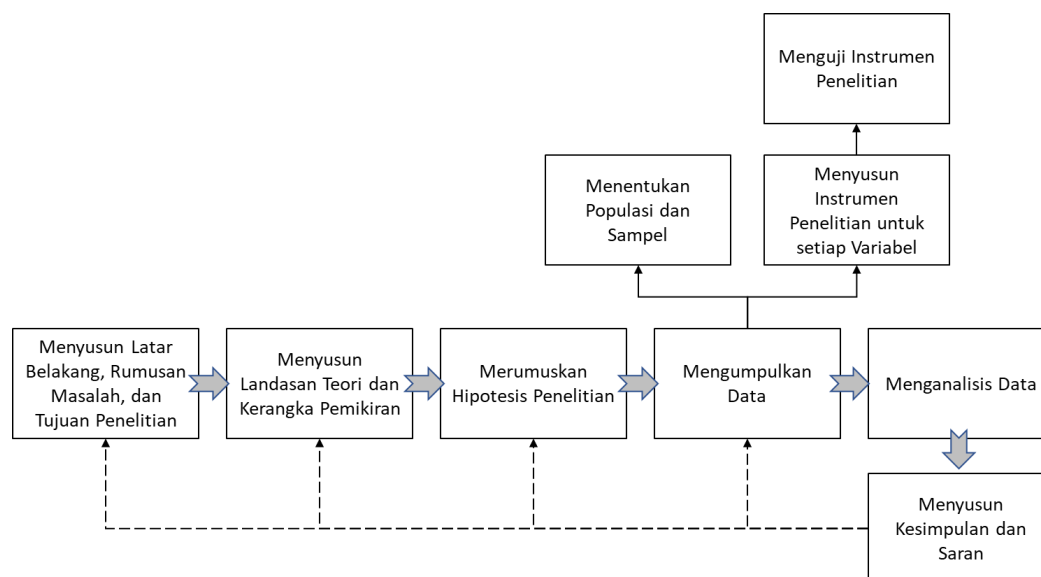 Menguji Instrumen
Penelitian
Menentukan
Populasi dan
Sampel
Menyusun
Instrumen
Penelitian untuk
setiap Variabel
Menyusun Latar
Belakang, Rumusan
Masalah, dan
Tujuan Penelitian
Menyusun
Landasan Teori dan
Kerangka Pemikiran
Merumuskan
Hipotesis Penelitian
Mengumpulkan
Data
Menganalisis Data
Menyusun
Kesimpulan dan
Saran